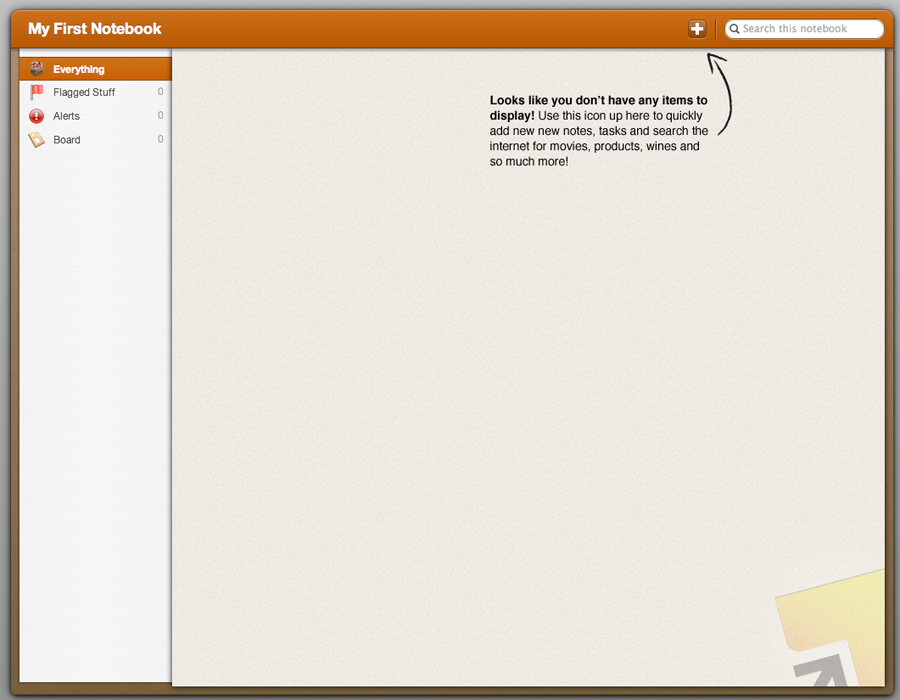 My First Notebook
Search this notebook
Everything
Flagged Stuff 0
Alerts 0
Board 0
Looks like you don't have any items to
display! Use this icon up here to quickly
add new new notes, tasks and search the
internet for movies, products, wines and
so much more!